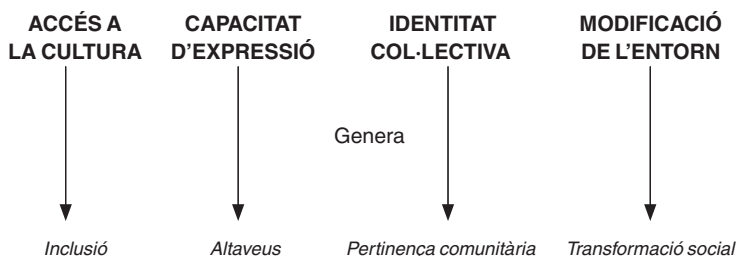 ACCÉS A
LA CULTURA
CAPACITAT
D'EXPRESSIÓ
IDENTITAT
COL·LECTIVA
MODIFICACIÓ
DE L'ENTORN
Genera
Inclusió
Altaveus
Pertinença comunitària
Transformació social